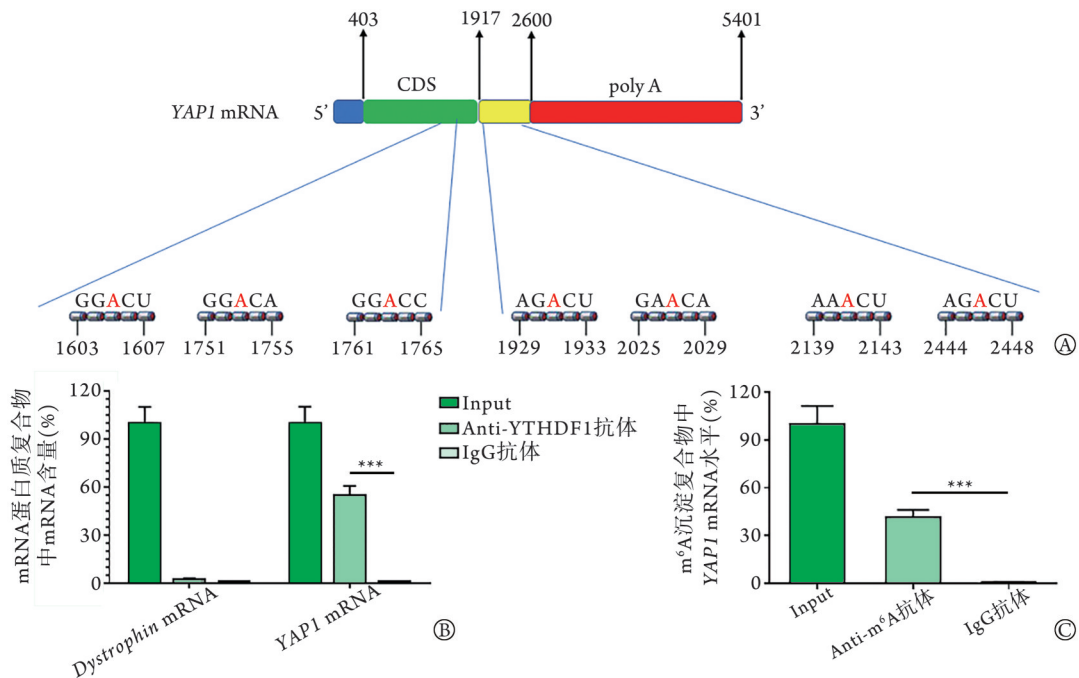 403 1917 2600 5401
CDS poly A
YAP1 mRNA 5' 3'
GGACU GGACA GGACC AGACU GAACA AAACU AGACU
1603 1607 1751 1755 1761 1765 1929 1933 2025 2029 2139 2143 2444 2448 Ⓐ
mRNA蛋白质复合物
中mRNA含量(%)
120
90
60
30
0
Input
Anti-YTHDF1抗体
IgG抗体
***
Dystrophin mRNA
YAP1 mRNA
Ⓑ
m⁶A沉淀复合物中
YAP1 mRNA水平(%)
120
90
60
30
0
***
Input
Anti-m⁶A抗体
IgG抗体
Ⓒ